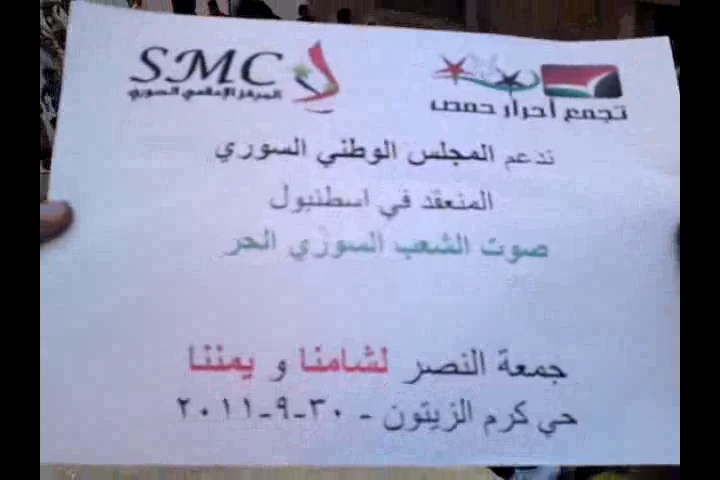 SMC
المركز الإعلامي السوري
تجمع أحرار حمص
ندعم المجلس الوطني السوري
المنعقد في اسطنبول
صوت الشعب السوري الحر
جمعة النصر لشامنا و يمننا
حي كرم الزيتون - ٣٠-٩-٢٠١١